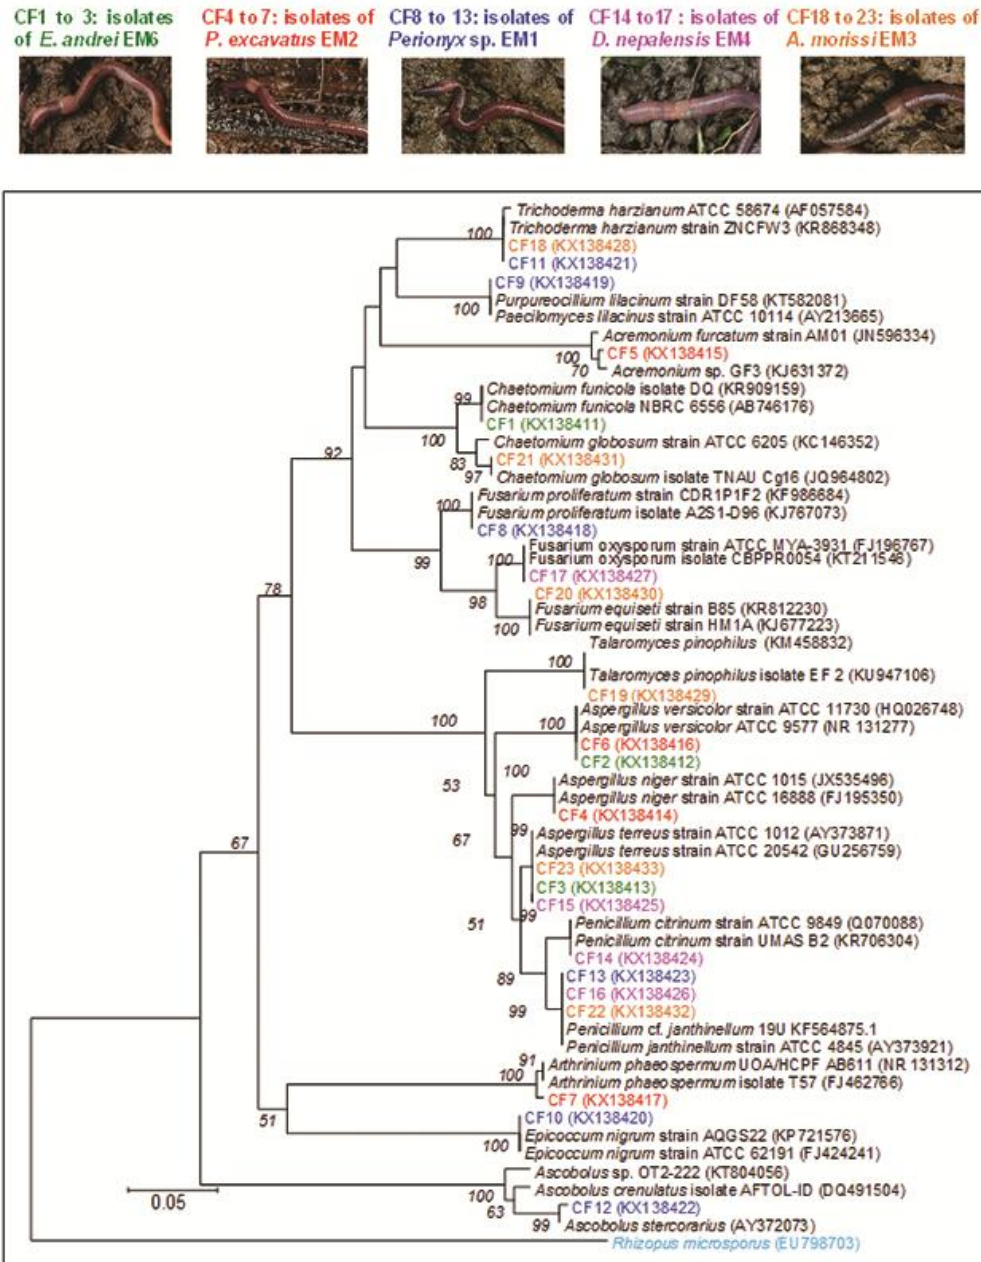 CF1 to 3: isolates of E. andrei EM6
CF4 to 7: isolates of P. excavatus EM2
CF8 to 13: isolates of Perionyx sp. EM1
CF14 to17 : isolates of D. nepalensis EM4
CF18 to 23: isolates of A. morissi EM3
Trichoderma harzianum ATCC 58674 (AF057584)
Trichoderma harzianum strain ZNCFW3 (KR868348)
100
CF18 (KX138428)
CF11 (KX138421)
CF9 (KX138419)
Purpureocillium lilacinum strain DF58 (KT582081)
100
Paecilomyces lilacinus strain ATCC 10114 (AY213665)
Acremonium furcatum strain AM01 (JN596334)
CF5 (KX138415)
100
70
Acremonium sp. GF3 (KJ631372)
Chaetomium funicola isolate DQ (KR909159)
99
Chaetomium funicola NBRC 6556 (AB746176)
CF1 (KX138411)
100
Chaetomium globosum strain ATCC 6205 (KC146352)
92
83
CF21 (KX138431)
97
Chaetomium globosum isolate TNAU Cg16 (JQ964802)
Fusarium proliferatum strain CDR1P1F2 (KF986684)
100
Fusarium proliferatum isolate A2S1-D96 (KJ767073)
CF8 (KX138418)
Fusarium oxysporum strain ATCC MYA-3931 (FJ196767)
100
Fusarium oxysporum isolate CBPPR0054 (KT211546)
99
CF17 (KX138427)
78
CF20 (KX138430)
98
Fusarium equiseti strain B85 (KR812230)
100
Fusarium equiseti strain HM1A (KJ677223)
Talaromyces pinophilus (KM458832)
100
Talaromyces pinophilus isolate EF 2 (KU947106)
CF19 (KX138429)
Aspergillus versicolor strain ATCC 11730 (HQ026748)
100
100
Aspergillus versicolor ATCC 9577 (NR 131277)
CF6 (KX138416)
CF2 (KX138412)
100
53
Aspergillus niger strain ATCC 1015 (JX535496)
Aspergillus niger strain ATCC 16888 (FJ195350)
CF4 (KX138414)
99
67
Aspergillus terreus strain ATCC 1012 (AY373871)
67
Aspergillus terreus strain ATCC 20542 (GU256759)
CF23 (KX138433)
CF3 (KX138413)
CF15 (KX138425)
99
51
Penicillium citrinum strain ATCC 9849 (Q070088)
Penicillium citrinum strain UMAS B2 (KR706304)
CF14 (KX138424)
89
CF13 (KX138423)
CF16 (KX138426)
99
CF22 (KX138432)
Penicillium cf. janthinellum 19U KF564875.1
Penicillium janthinellum strain ATCC 4845 (AY373921)
91
Arthrinium phaeospermum UOA/HCPF AB611 (NR 131312)
100
Arthrinium phaeospermum isolate T57 (FJ462766)
CF7 (KX138417)
51
CF10 (KX138420)
Epicoccum nigrum strain AQGS22 (KP721576)
100
Epicoccum nigrum strain ATCC 62191 (FJ424241)
Ascobolus sp. OT2-222 (KT804056)
0.05
100
Ascobolus crenulatus isolate AFTOL-ID (DQ491504)
63
CF12 (KX138422)
99
Ascobolus stercorarius (AY372073)
Rhizopus microsporus (EU798703)